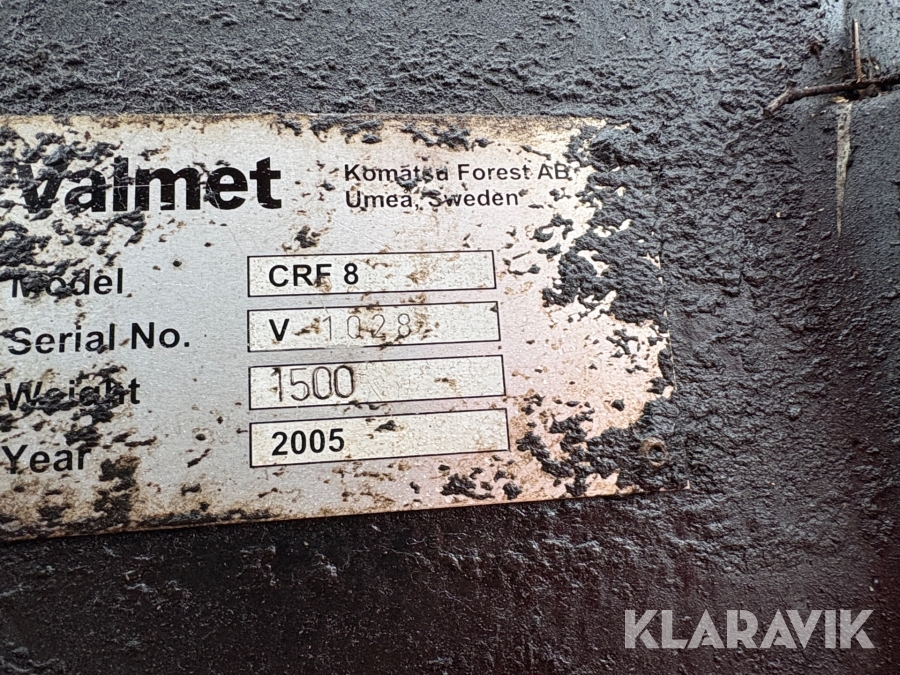 Valmet
Komatsu Forest AB
Umeå, Sweden
Model CRF 8
Serial No. V 1028
Weight 1500
Year 2005
KLARAVIK